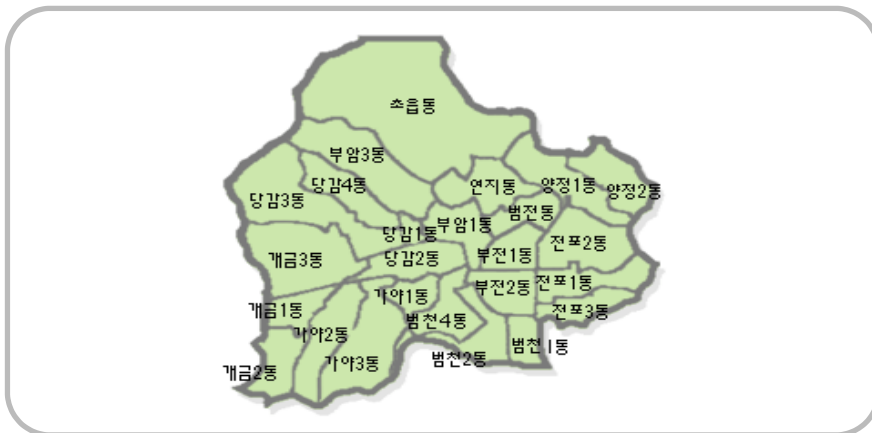 초읍동
부암3동
당감4동
연지동
양정1동
양정2동
당감3동
범전동
부암1동
당감1동
전포2동
개금3동
당감2동
부전1동
부전2동
전포1동
가야1동
개금1동
전포3동
범천4동
가야2동
범천1동
범천2동
가야3동
개금2동